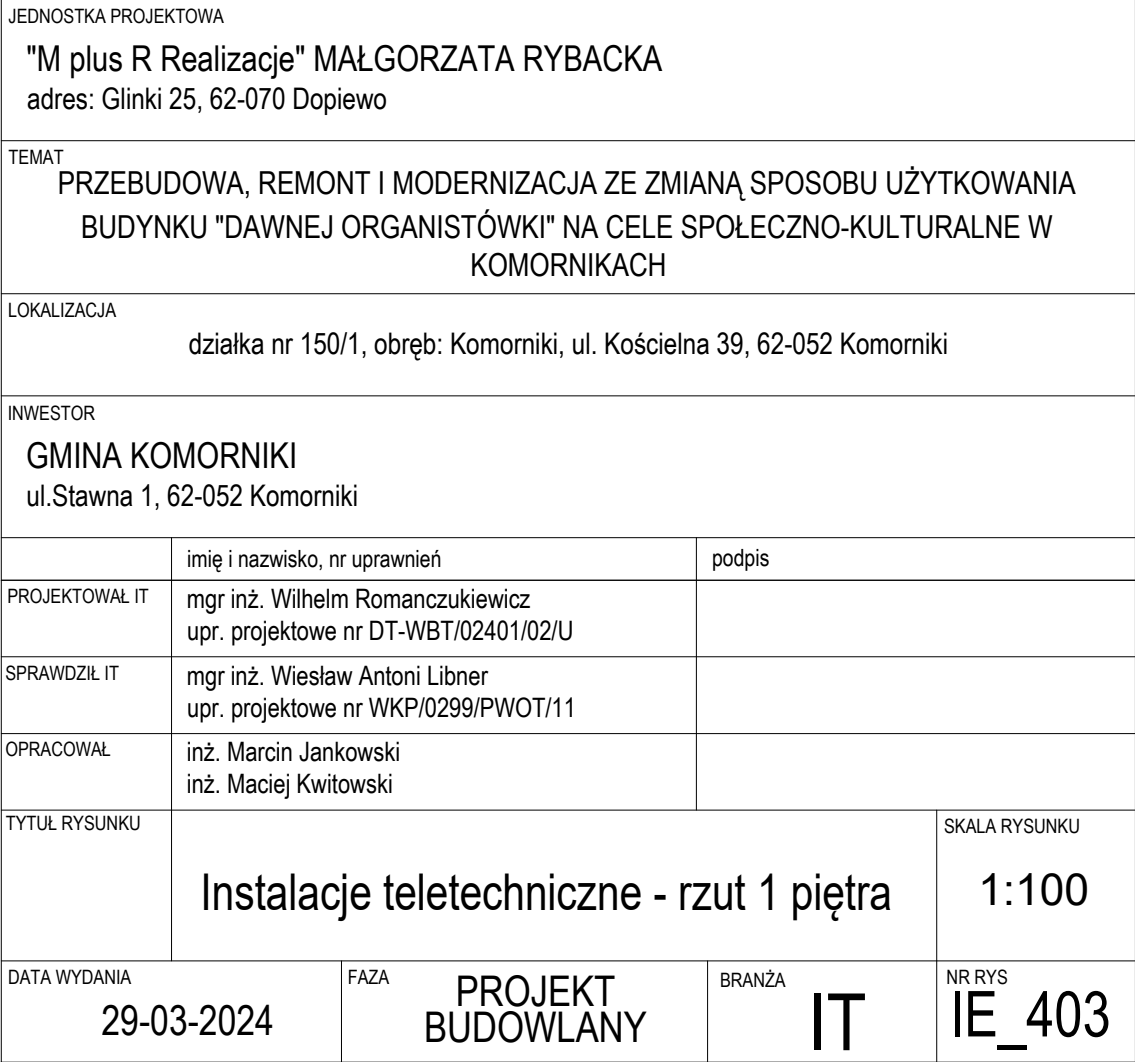 JEDNOSTKA PROJEKTOWA
"M plus R Realizacje" MAŁGORZATA RYBACKA
adres: Glinki 25, 62-070 Dopiewo
TEMAT
PRZEBUDOWA, REMONT I MODERNIZACJA ZE ZMIANĄ SPOSOBU UŻYTKOWANIA
BUDYNKU "DAWNEJ ORGANISTÓWKI" NA CELE SPOŁECZNO-KULTURALNE W
KOMORNIKACH
LOKALIZACJA
działka nr 150/1, obręb: Komorniki, ul. Kościelna 39, 62-052 Komorniki
INWESTOR
GMINA KOMORNIKI
ul.Stawna 1, 62-052 Komorniki
imię i nazwisko, nr uprawnień
podpis
PROJEKTOWAŁ IT
mgr inż. Wilhelm Romanczukiewicz
upr. projektowe nr DT-WBT/02401/02/U
SPRAWDZIŁ IT
mgr inż. Wiesław Antoni Libner
upr. projektowe nr WKP/0299/PWOT/11
OPRACOWAŁ
inż. Marcin Jankowski
inż. Maciej Kwitowski
TYTUŁ RYSUNKU
Instalacje teletechniczne - rzut 1 piętra
SKALA RYSUNKU
1:100
DATA WYDANIA
29-03-2024
FAZA
PROJEKT
BUDOWLANY
BRANŻA
IT
NR RYS
IE_403